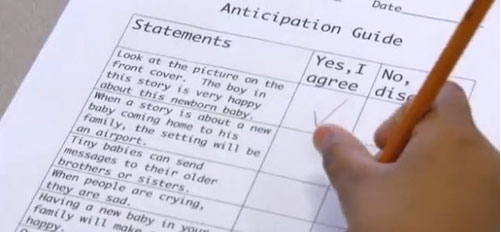 Date
Anticipation Guide
Statements
Yes, I
agree
No,
Look at the picture on the
front cover. The boy in
this story is very happy
about this newborn baby.
When a story is about a new
baby coming home to his
family, the setting will be
an airport.
Tiny babies can send
messages to their older
brothers or sisters.
When people are crying,
they are sad.
Having a new baby in your
family will make
happy.